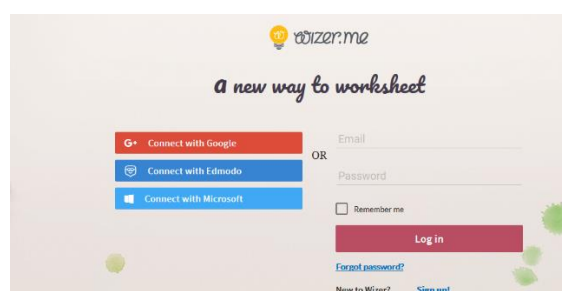 wizer.me
a new way to worksheet
G+ Connect with Google
Connect with Edmodo
Connect with Microsoft
OR
Email
Password
Remember me
Log in
Forgot password?
New to Wizer? Sign up!